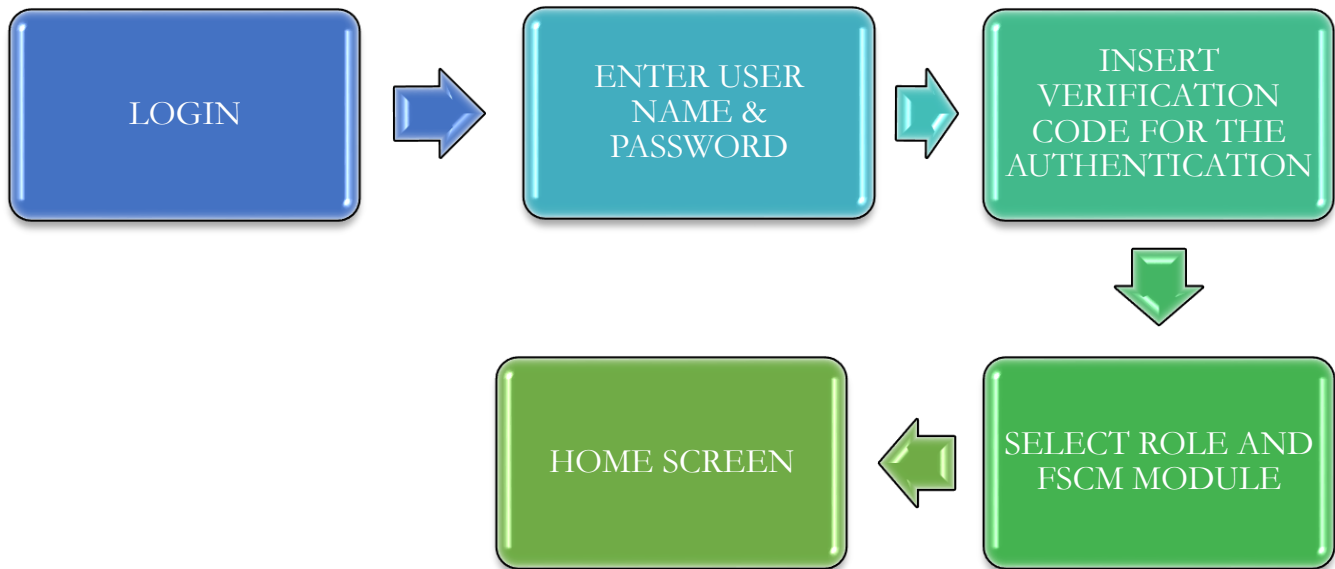 LOGIN
ENTER USER
NAME &
PASSWORD
INSERT
VERIFICATION
CODE FOR THE
AUTHENTICATION
SELECT ROLE AND
FSCM MODULE
HOME SCREEN